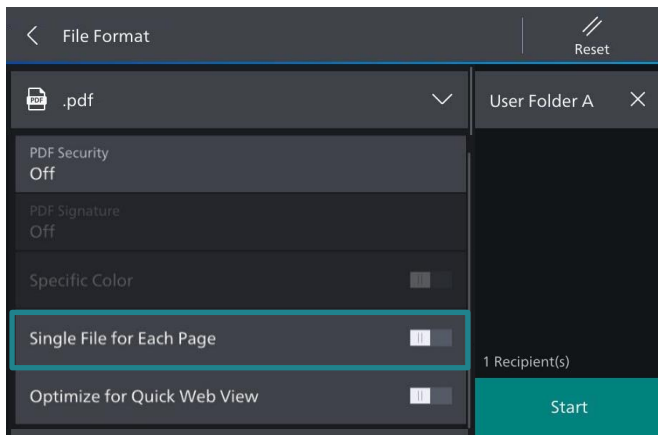 File Format
Reset
PDF .pdf
User Folder A
PDF Security
Off
PDF Signature
Off
Specific Color
Single File for Each Page
1 Recipient(s)
Optimize for Quick Web View
Start